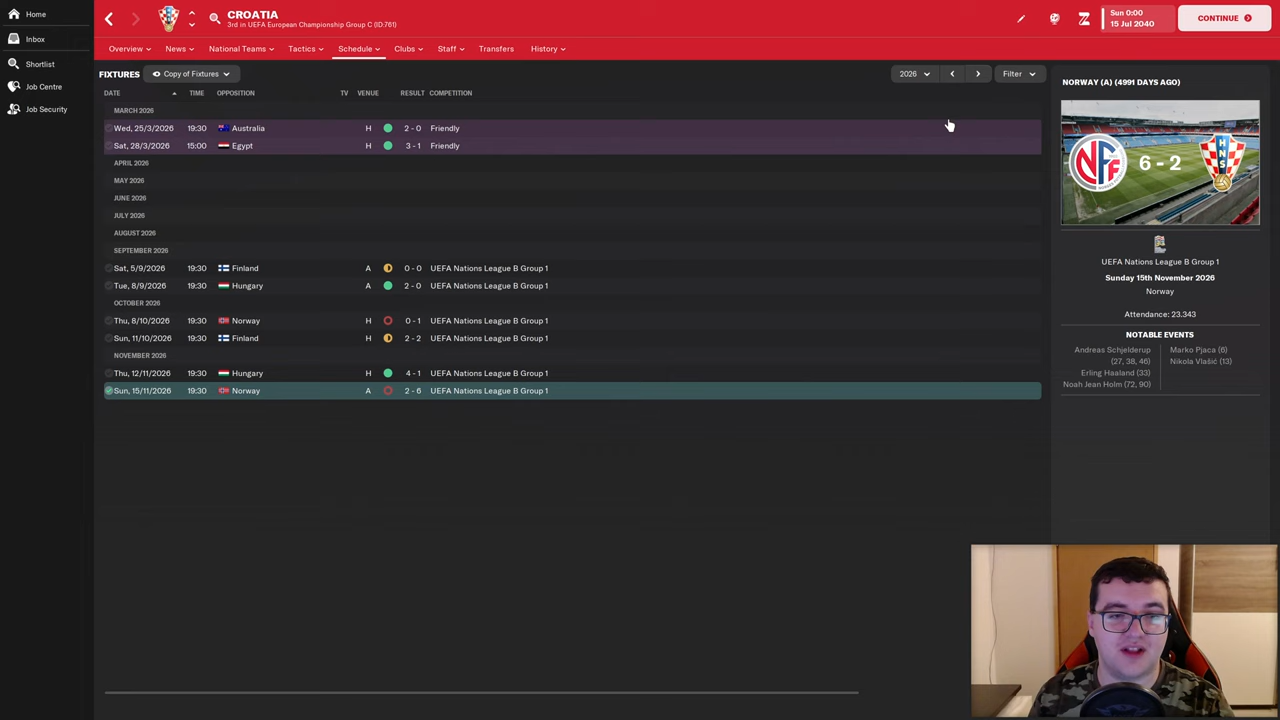 Home
Inbox
Shortlist
Job Centre
Job Security
CROATIA
3rd in UEFA European Championship Group C (ID:761)
Sun 0:00
15 Jul 2040
CONTINUE
Overview
News
National Teams
Tactics
Schedule
Clubs
Staff
Transfers
History
FIXTURES
Copy of Fixtures
2026
Filter
DATE TIME OPPOSITION TV VENUE RESULT COMPETITION
MARCH 2026
Wed, 25/3/2026 19:30 Australia H 2 - 0 Friendly
Sat, 28/3/2026 15:00 Egypt H 3 - 1 Friendly
APRIL 2026
MAY 2026
JUNE 2026
JULY 2026
AUGUST 2026
SEPTEMBER 2026
Sat, 5/9/2026 19:30 Finland A 0 - 0 UEFA Nations League B Group 1
Tue, 8/9/2026 19:30 Hungary A 2 - 0 UEFA Nations League B Group 1
OCTOBER 2026
Thu, 8/10/2026 19:30 Norway H 0 - 1 UEFA Nations League B Group 1
Sun, 11/10/2026 19:30 Finland H 2 - 2 UEFA Nations League B Group 1
NOVEMBER 2026
Thu, 12/11/2026 19:30 Hungary H 4 - 1 UEFA Nations League B Group 1
Sun, 15/11/2026 19:30 Norway A 2 - 6 UEFA Nations League B Group 1
NORWAY (A) (4991 DAYS AGO)
NFF
6 - 2
HNS
UEFA Nations League B Group 1
Sunday 15th November 2026
Norway
Attendance: 23.343
NOTABLE EVENTS
Andreas Schjelderup
(27, 38, 46)
Erling Haaland (33)
Noah Jean Holm (72, 90)
Marko Pjaca (6)
Nikola Vlašić (13)